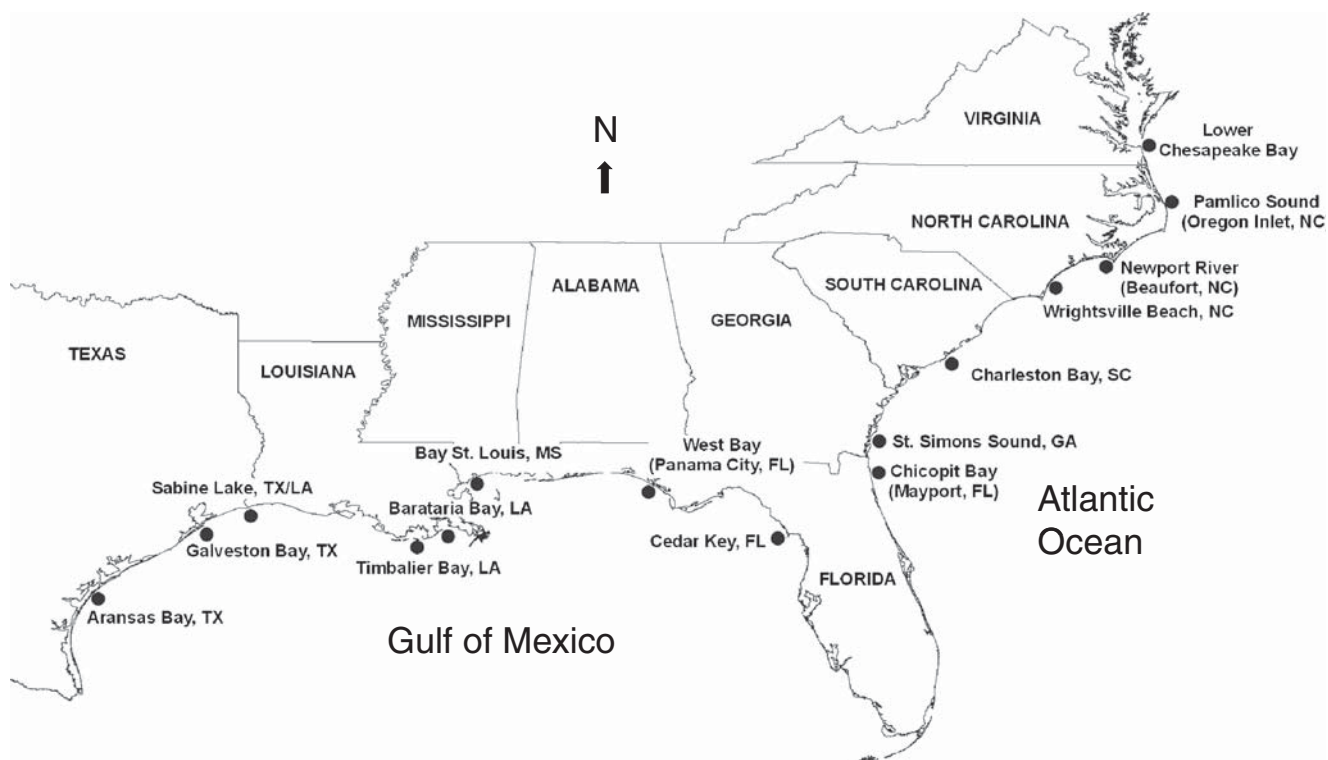 VIRGINIA
Lower
Chesapeake Bay
N
Pamlico Sound
(Oregon Inlet, NC)
NORTH CAROLINA
Newport River
(Beaufort, NC)
SOUTH CAROLINA
ALABAMA
Wrightsville Beach, NC
MISSISSIPPI
GEORGIA
TEXAS
LOUISIANA
Charleston Bay, SC
St. Simons Sound, GA
West Bay
(Panama City, FL)
Bay St. Louis, MS
Chicopit Bay
(Mayport, FL)
Sabine Lake, TX/LA
Atlantic
Ocean
Barataria Bay, LA
Galveston Bay, TX
Cedar Key, FL
Timbalier Bay, LA
FLORIDA
Aransas Bay, TX
Gulf of Mexico